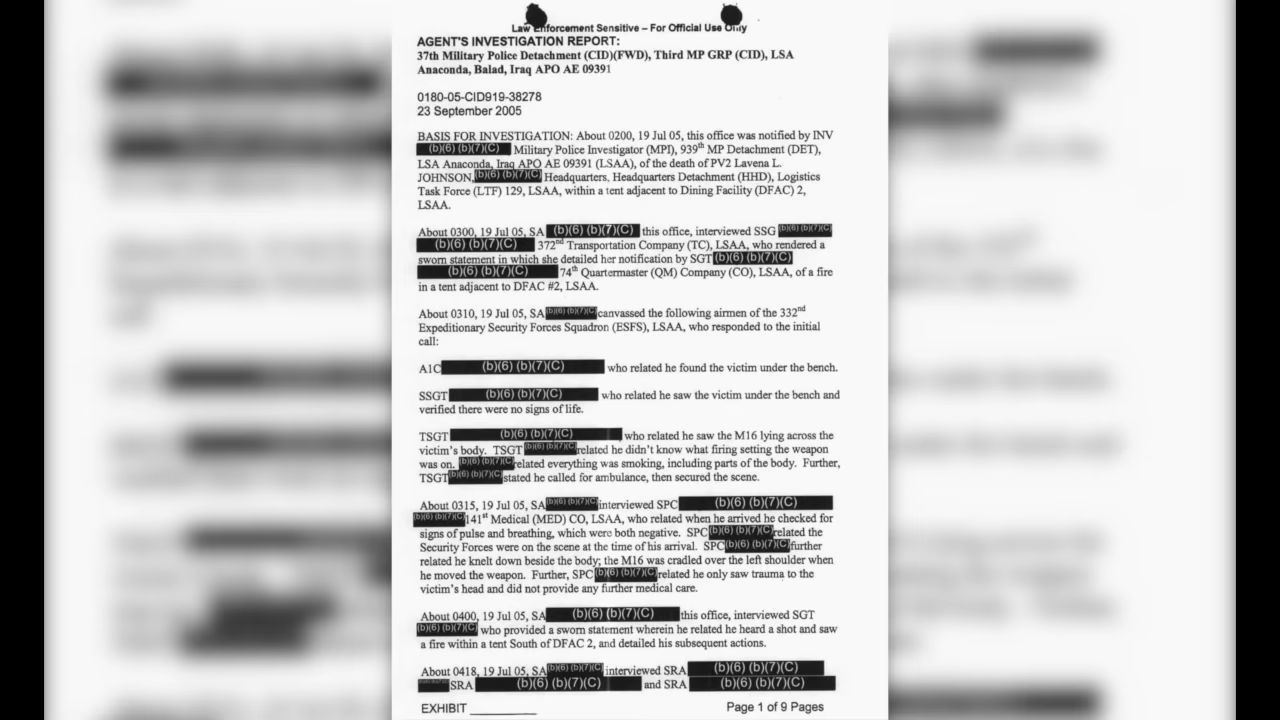 Law Enforcement Sensitive – For Official Use Only
AGENT'S INVESTIGATION REPORT:
37th Military Police Detachment (CID)(FWD), Third MP GRP (CID), LSA
Anaconda, Balad, Iraq APO AE 09391
0180-05-CID919-38278
23 September 2005
BASIS FOR INVESTIGATION: About 0200, 19 Jul 05, this office was notified by INV
(b)(6) (b)(7)(C) Military Police Investigator (MPI), 939th MP Detachment (DET),
LSA Anaconda, Iraq APO AE 09391 (LSAA), of the death of PV2 Lavena L.
JOHNSON, (b)(6) (b)(7)(C) Headquarters, Headquarters Detachment (HHD), Logistics
Task Force (LTF) 129, LSAA, within a tent adjacent to Dining Facility (DFAC) 2,
LSAA.
About 0300, 19 Jul 05, SA (b)(6) (b)(7)(C) this office, interviewed SSG (b)(6) (b)(7)(C)
(b)(6) (b)(7)(C) 372nd Transportation Company (TC), LSAA, who rendered a
sworn statement in which she detailed her notification by SGT (b)(6) (b)(7)(C)
(b)(6) (b)(7)(C) 74th Quartermaster (QM) Company (CO), LSAA, of a fire
in a tent adjacent to DFAC #2, LSAA.
About 0310, 19 Jul 05, SA (b)(6) (b)(7)(C) canvassed the following airmen of the 332nd
Expeditionary Security Forces Squadron (ESFS), LSAA, who responded to the initial
call:
A1C (b)(6) (b)(7)(C) who related he found the victim under the bench.
SSGT (b)(6) (b)(7)(C) who related he saw the victim under the bench and
verified there were no signs of life.
TSGT (b)(6) (b)(7)(C) who related he saw the M16 lying across the
victim's body. TSGT (b)(6) (b)(7)(C) related he didn't know what firing setting the weapon
was on. (b)(6) (b)(7)(C) related everything was smoking, including parts of the body. Further,
TSGT (b)(6) (b)(7)(C) stated he called for ambulance, then secured the scene.
About 0315, 19 Jul 05, SA (b)(6) (b)(7)(C) interviewed SPC (b)(6) (b)(7)(C)
(b)(6) (b)(7)(C) 141st Medical (MED) CO, LSAA, who related when he arrived he checked for
signs of pulse and breathing, which were both negative. SPC (b)(6) (b)(7)(C) related the
Security Forces were on the scene at the time of his arrival. SPC (b)(6) (b)(7)(C) further
related he knelt down beside the body; the M16 was cradled over the left shoulder when
he moved the weapon. Further, SPC (b)(6) (b)(7)(C) related he only saw trauma to the
victim's head and did not provide any further medical care.
About 0400, 19 Jul 05, SA (b)(6) (b)(7)(C) this office, interviewed SGT
(b)(6) (b)(7)(C) who provided a sworn statement wherein he related he heard a shot and saw
a fire within a tent South of DFAC 2, and detailed his subsequent actions.
About 0418, 19 Jul 05, SA (b)(6) (b)(7)(C) interviewed SRA (b)(6) (b)(7)(C)
SRA (b)(6) (b)(7)(C) and SRA (b)(6) (b)(7)(C)
EXHIBIT
Page 1 of 9 Pages